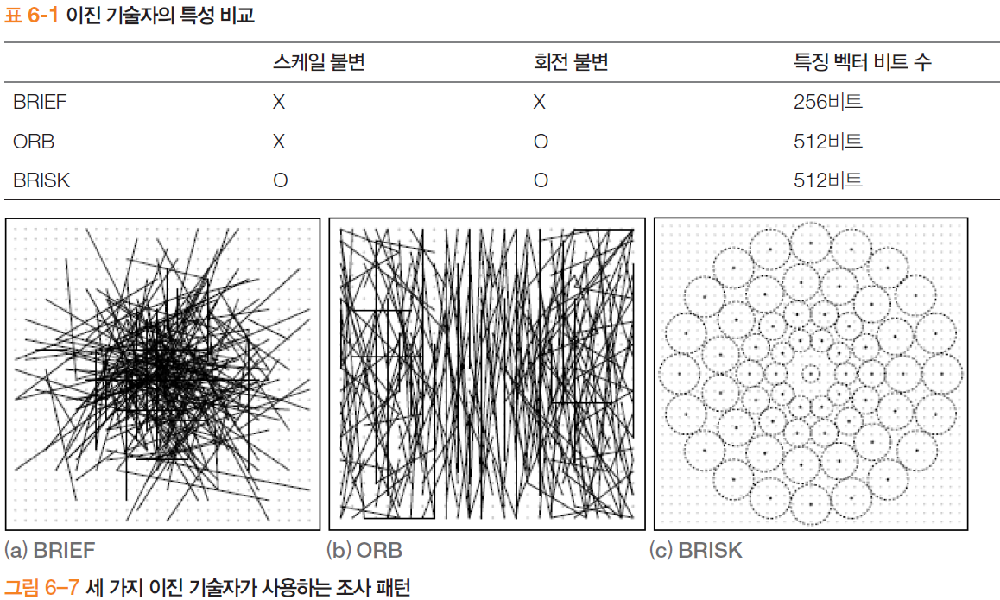 표 6-1 이진 기술자의 특성 비교
스케일 불변 회전 불변 특징 벡터 비트 수
BRIEF X X 256비트
ORB X O 512비트
BRISK O O 512비트
(a) BRIEF (b) ORB (c) BRISK
그림 6-7 세 가지 이진 기술자가 사용하는 조사 패턴